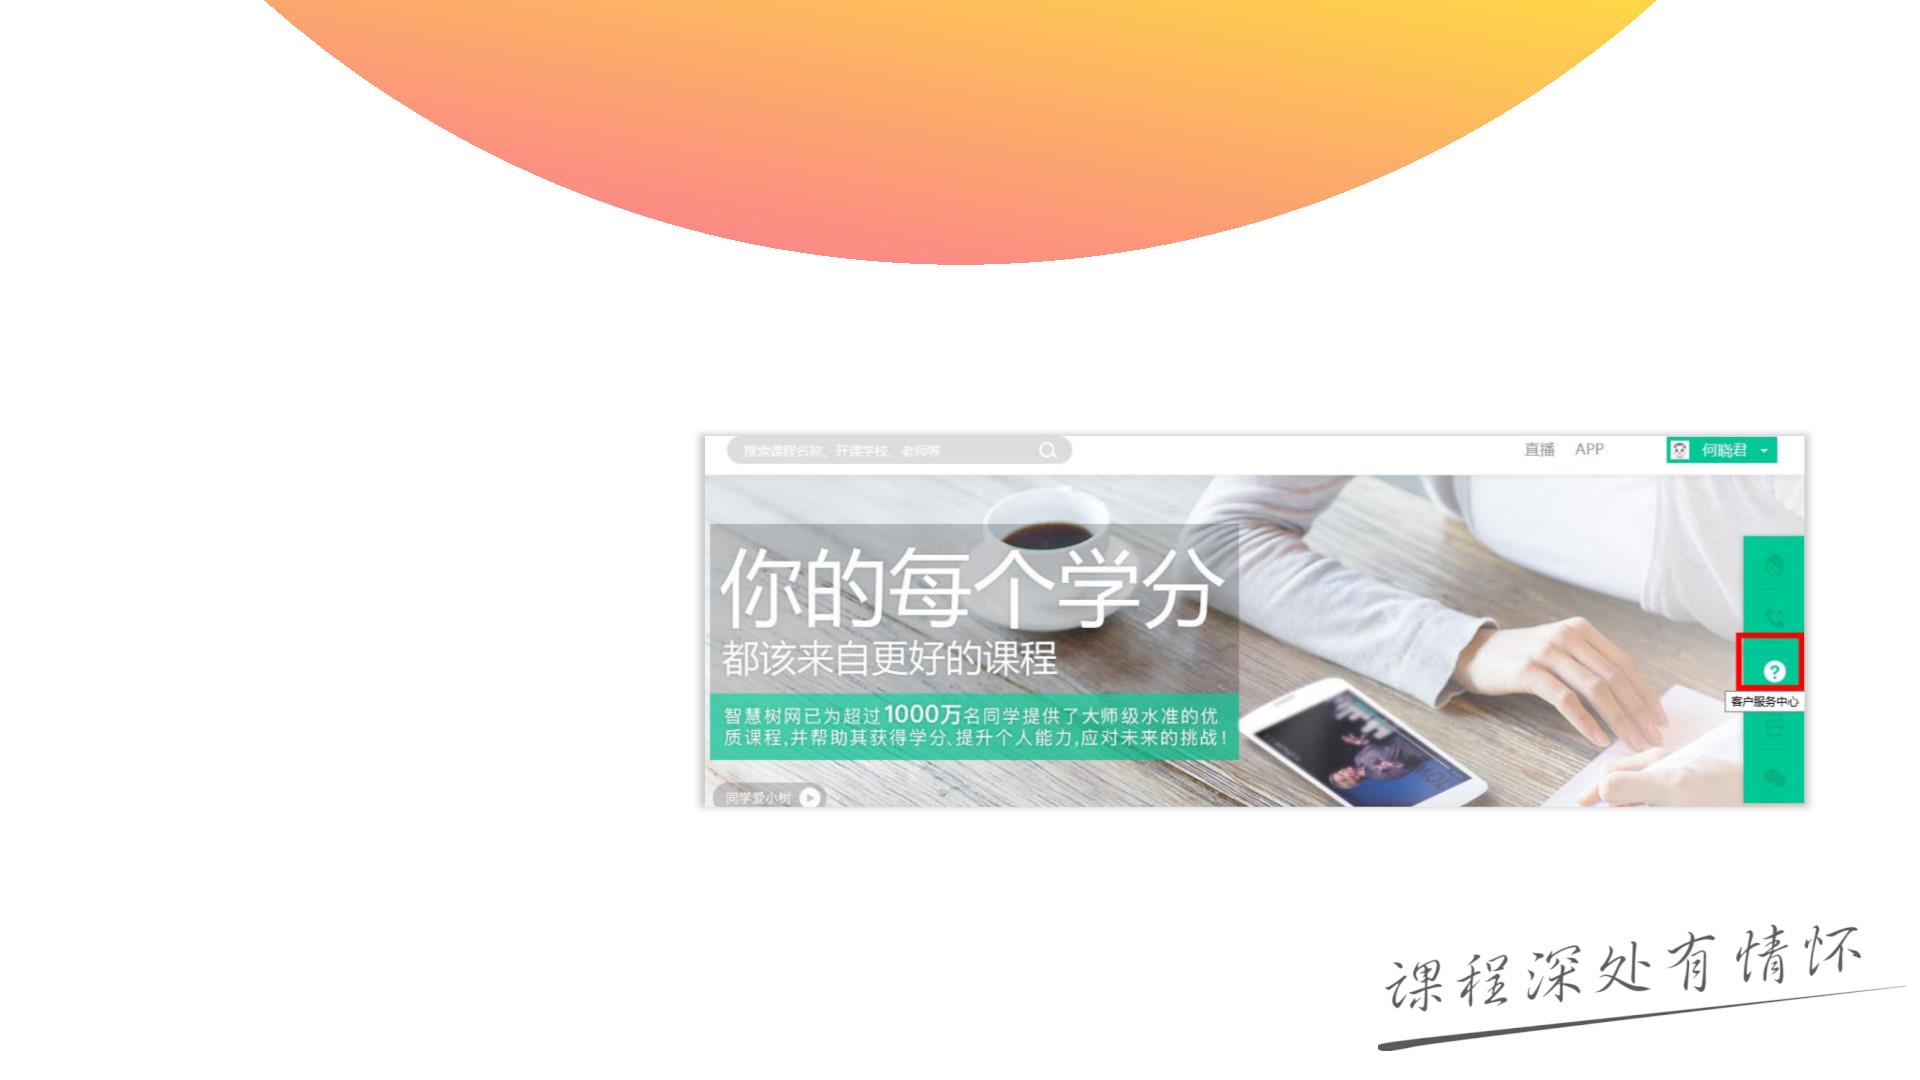 搜索课程名称、开课学校、老师等
直播 APP
何晓君
你的每个学分
都该来自更好的课程
智慧树网已为超过1000万名同学提供了大师级水准的优
质课程,并帮助其获得学分、提升个人能力,应对未来的挑战!
客户服务中心
同学爱小树
课程深处有情怀